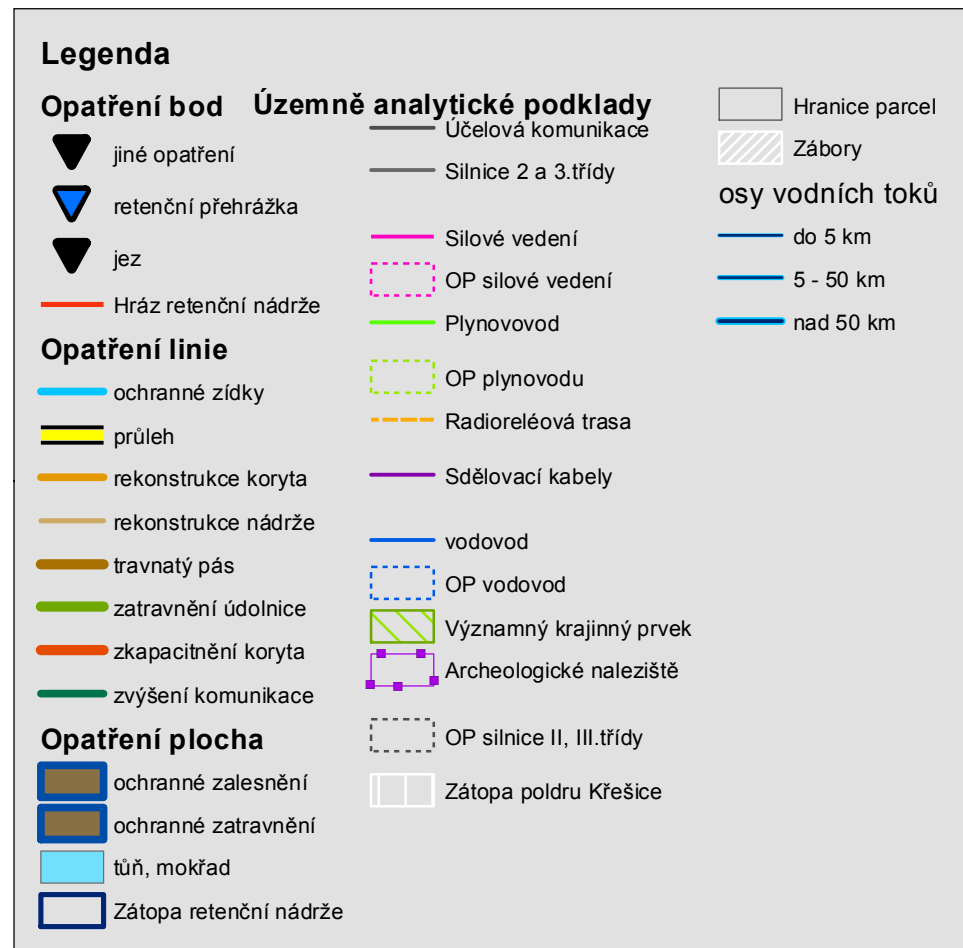 Legenda
Opatření bod
jiné opatření
retenční přehrážka
jez
Hráz retenční nádrže
Opatření linie
ochranné zídky
průleh
rekonstrukce koryta
rekonstrukce nádrže
travnatý pás
zatravnění údolnice
zkapacitnění koryta
zvýšení komunikace
Opatření plocha
ochranné zalesnění
ochranné zatravnění
tůň, mokřad
Zátopa retenční nádrže
Územně analytické podklady
Účelová komunikace
Silnice 2 a 3.třídy
Silové vedení
OP silové vedení
Plynovovod
OP plynovodu
Radioreléová trasa
Sdělovací kabely
vodovod
OP vodovod
Významný krajinný prvek
Archeologické naleziště
OP silnice II, III.třídy
Zátopa poldru Křešice
Hranice parcel
Zábory
osy vodních toků
do 5 km
5 - 50 km
nad 50 km